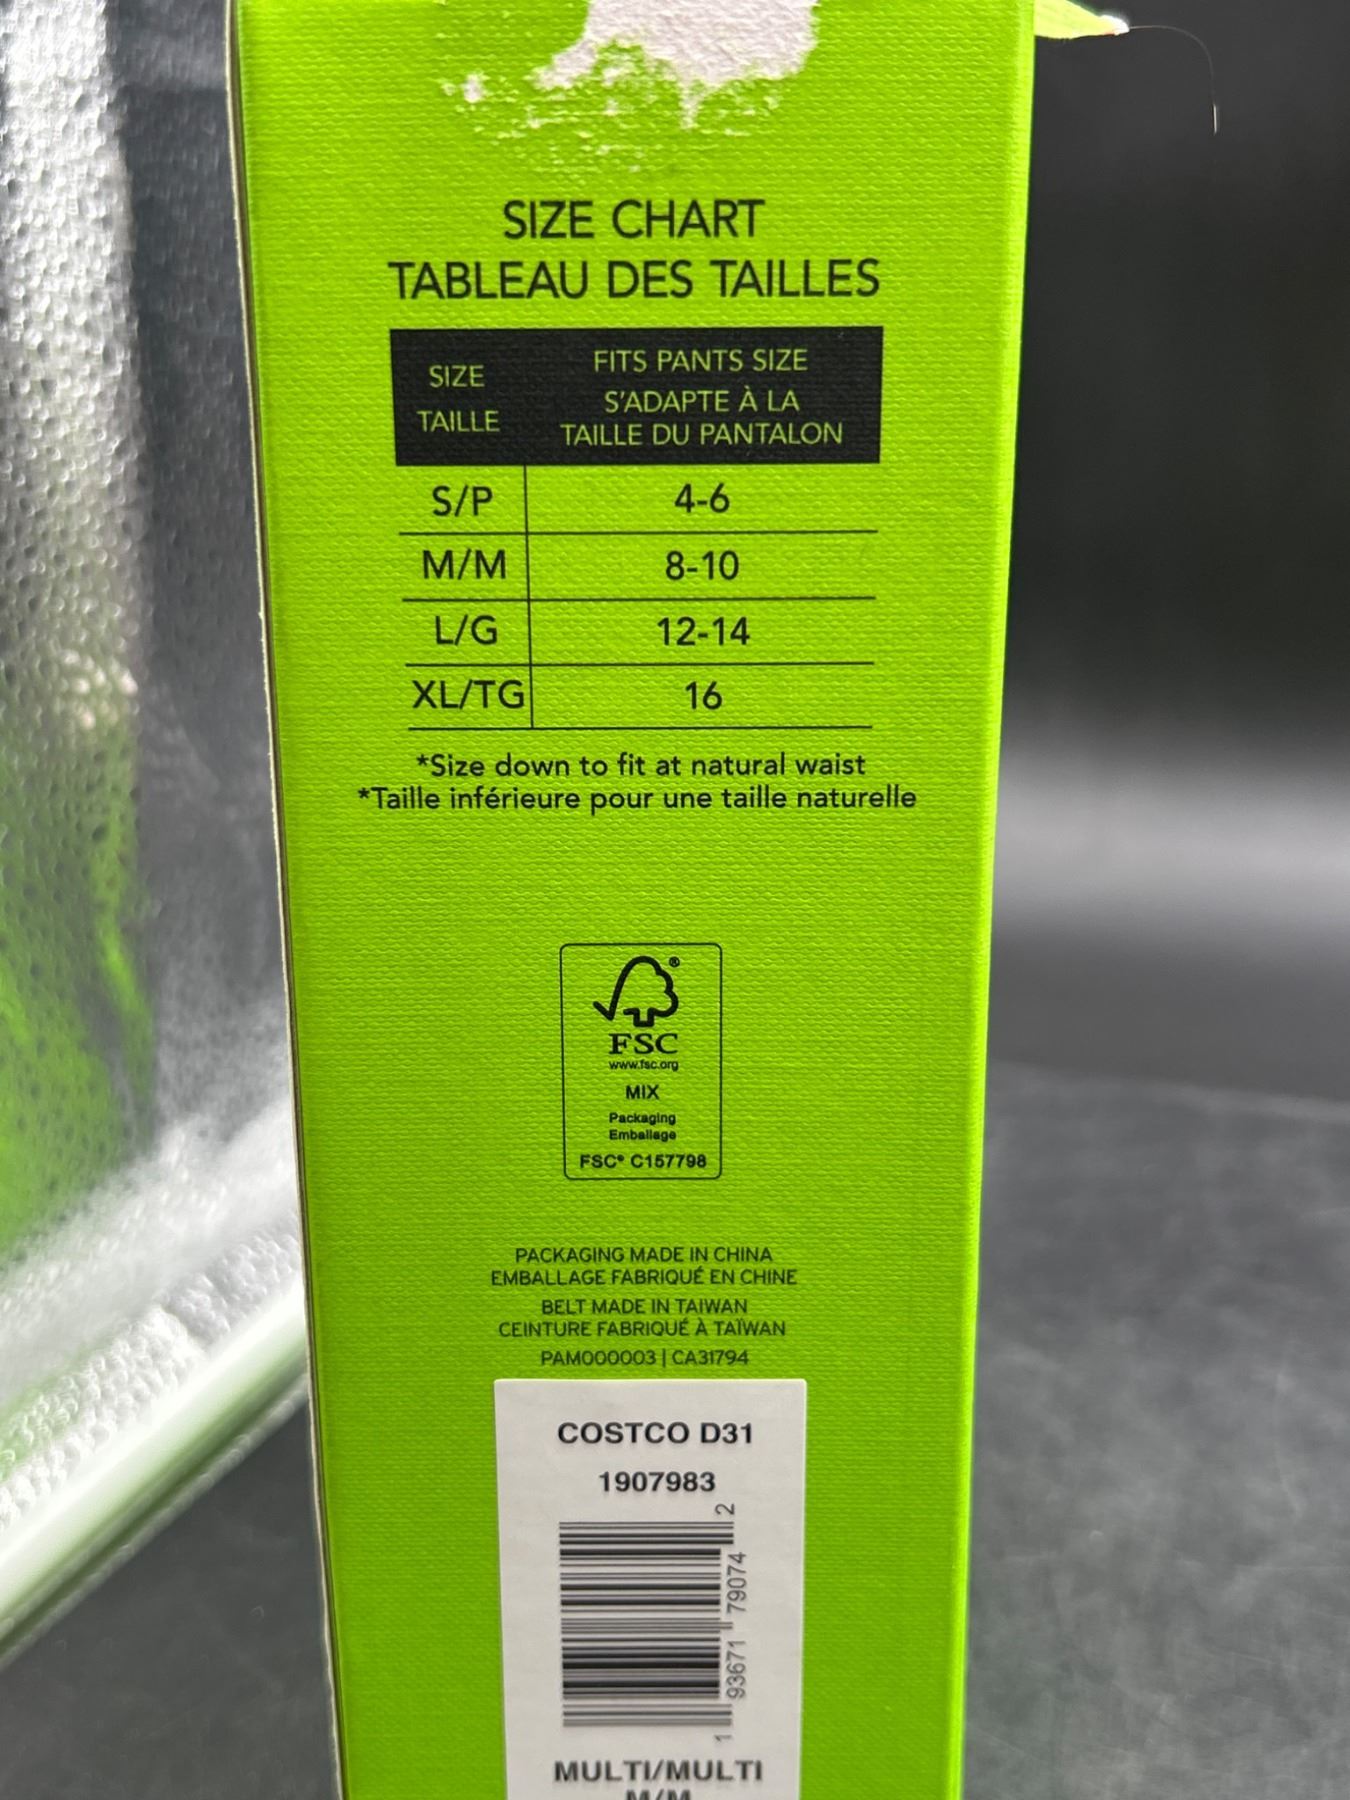 SIZE CHART
TABLEAU DES TAILLES
SIZE
TAILLE
FITS PANTS SIZE
S'ADAPTE À LA
TAILLE DU PANTALON
S/P 4-6
M/M 8-10
L/G 12-14
XL/TG 16
*Size down to fit at natural waist
*Taille inférieure pour une taille naturelle
FSC®
www.fsc.org
MIX
Packaging
Emballage
FSC® C157798
PACKAGING MADE IN CHINA
EMBALLAGE FABRIQUÉ EN CHINE
BELT MADE IN TAIWAN
CEINTURE FABRIQUÉ À TAÏWAN
PAM000003 | CA31794
COSTCO D31
1907983
1 93671 79074 2
MULTI/MULTI
M/M